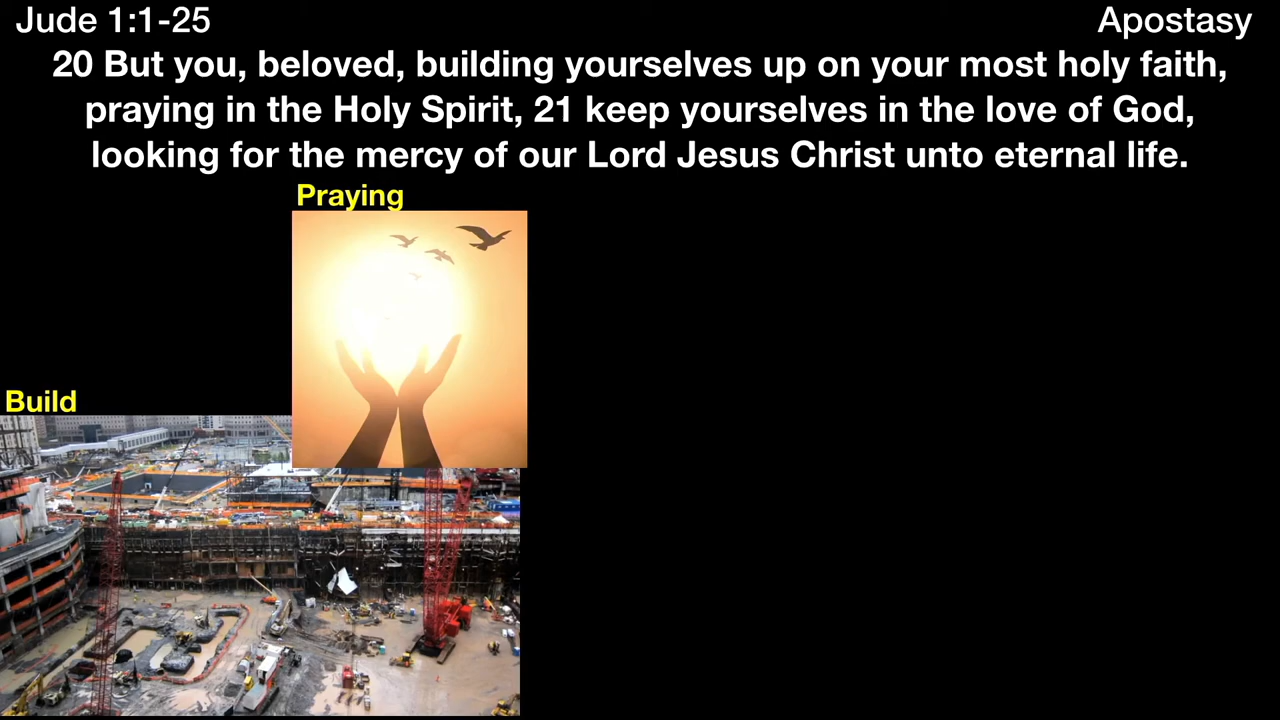 Jude 1:1-25
Apostasy
20 But you, beloved, building yourselves up on your most holy faith,
praying in the Holy Spirit, 21 keep yourselves in the love of God,
looking for the mercy of our Lord Jesus Christ unto eternal life.
Praying
Build